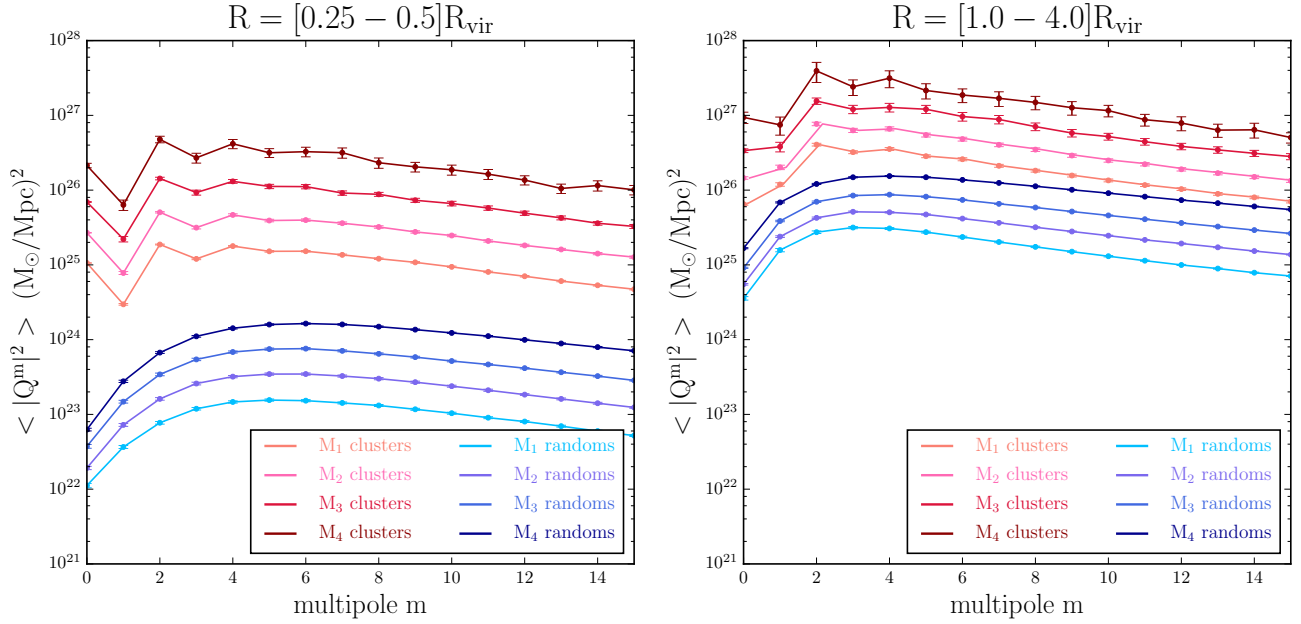 R = [0.25 − 0.5]R_vir
10^28
10^27
10^26
10^25
10^24
10^23
10^22
10^21
< |Q^m|^2 > (M_⊙/Mpc)^2
M_1 clusters M_1 randoms
M_2 clusters M_2 randoms
M_3 clusters M_3 randoms
M_4 clusters M_4 randoms
0 2 4 6 8 10 12 14
multipole m
R = [1.0 − 4.0]R_vir
10^28
10^27
10^26
10^25
10^24
10^23
10^22
10^21
< |Q^m|^2 > (M_⊙/Mpc)^2
M_1 clusters M_1 randoms
M_2 clusters M_2 randoms
M_3 clusters M_3 randoms
M_4 clusters M_4 randoms
0 2 4 6 8 10 12 14
multipole m